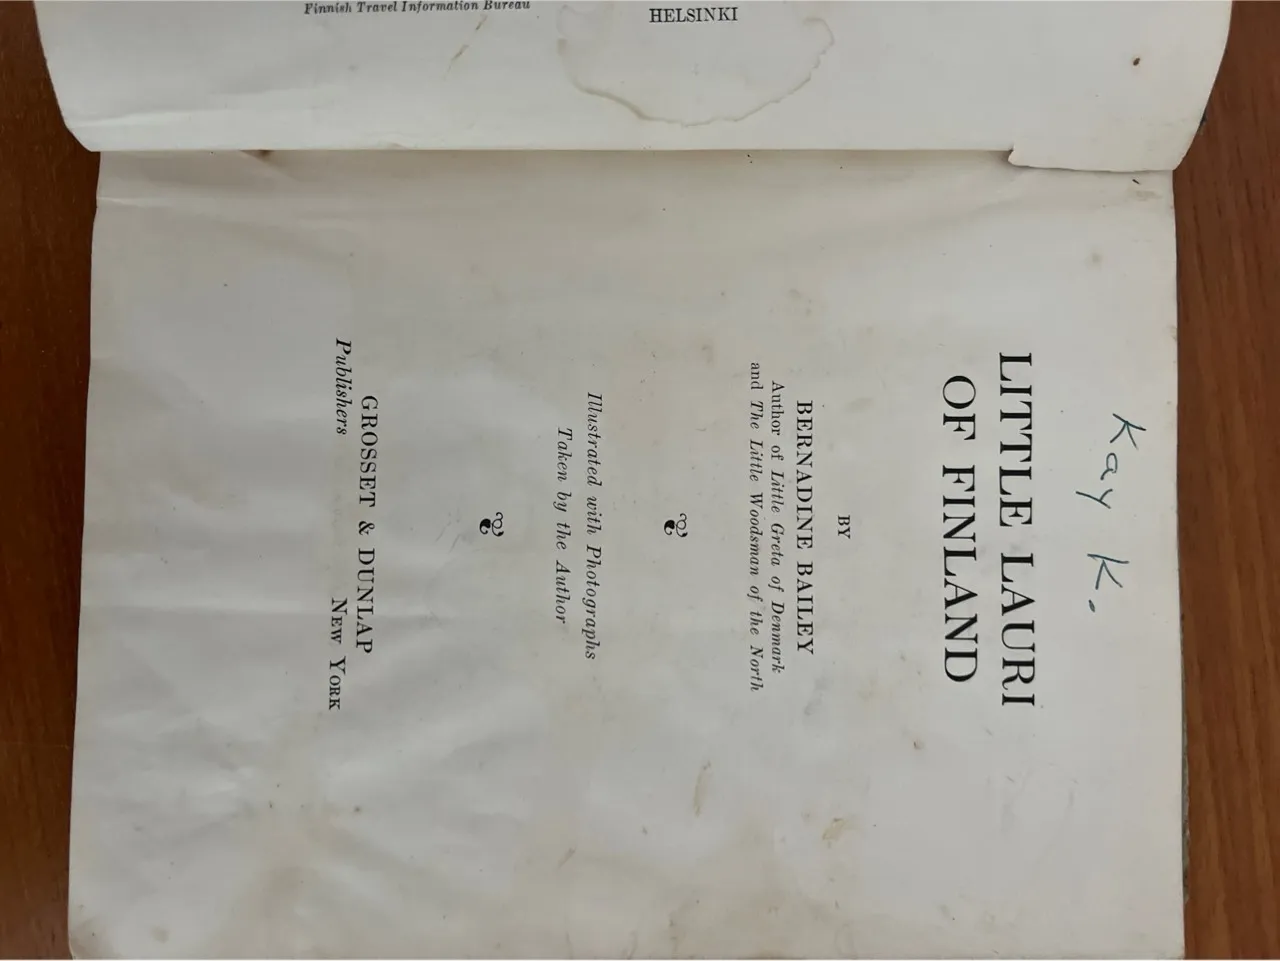 Finnish Travel Information Bureau
HELSINKI
Kay K.
LITTLE LAURI
OF FINLAND
BY
BERNADINE BAILEY
Author of Little Greta of Denmark
and The Little Woodsman of the North
Illustrated with Photographs
Taken by the Author
GROSSET & DUNLAP
Publishers NEW YORK